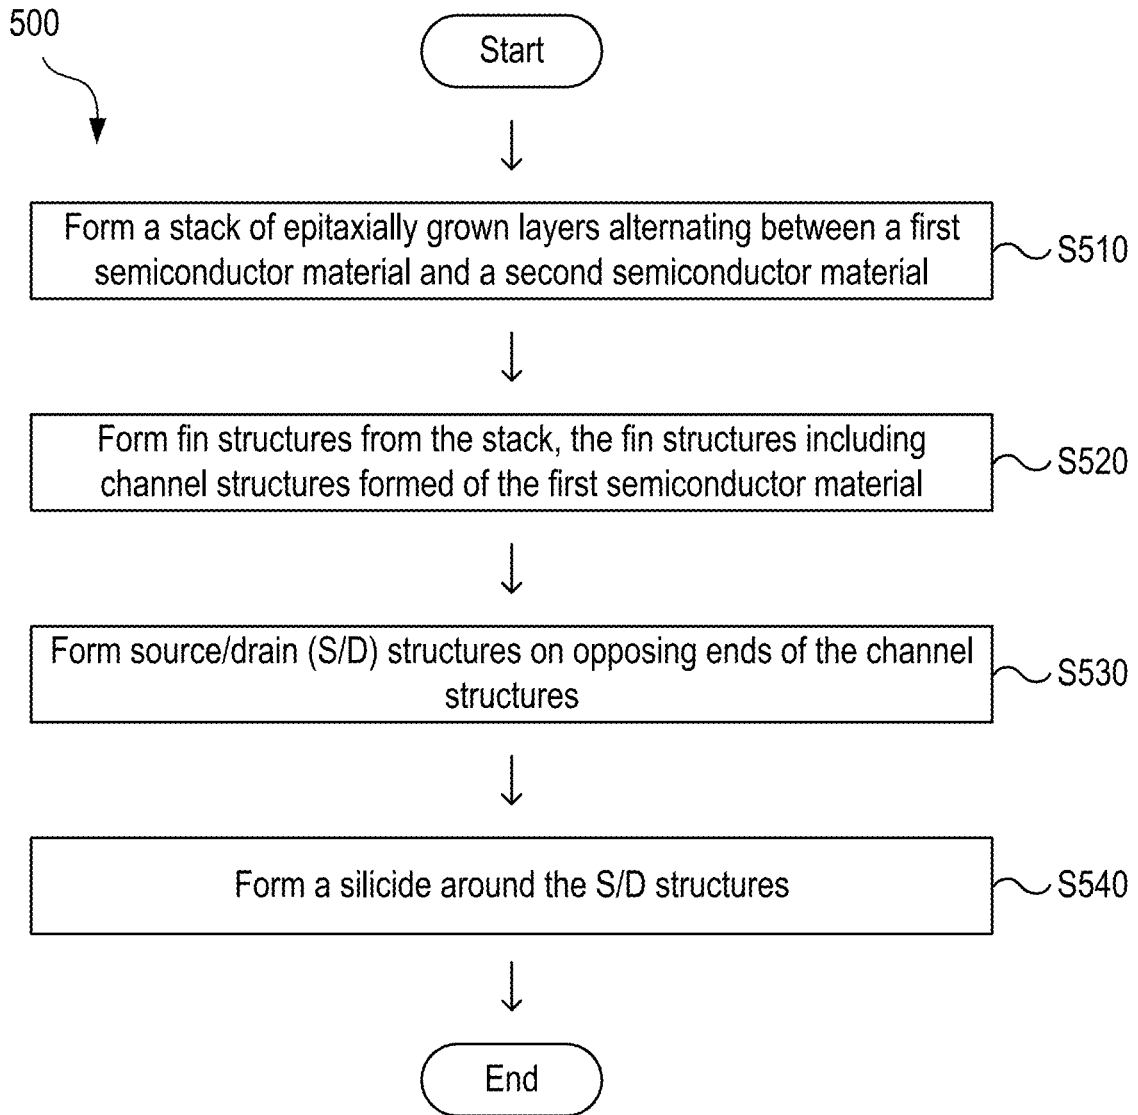 500
Start
Form a stack of epitaxially grown layers alternating between a first
semiconductor material and a second semiconductor material
S510
Form fin structures from the stack, the fin structures including
channel structures formed of the first semiconductor material
S520
Form source/drain (S/D) structures on opposing ends of the channel
structures
S530
Form a silicide around the S/D structures
S540
End